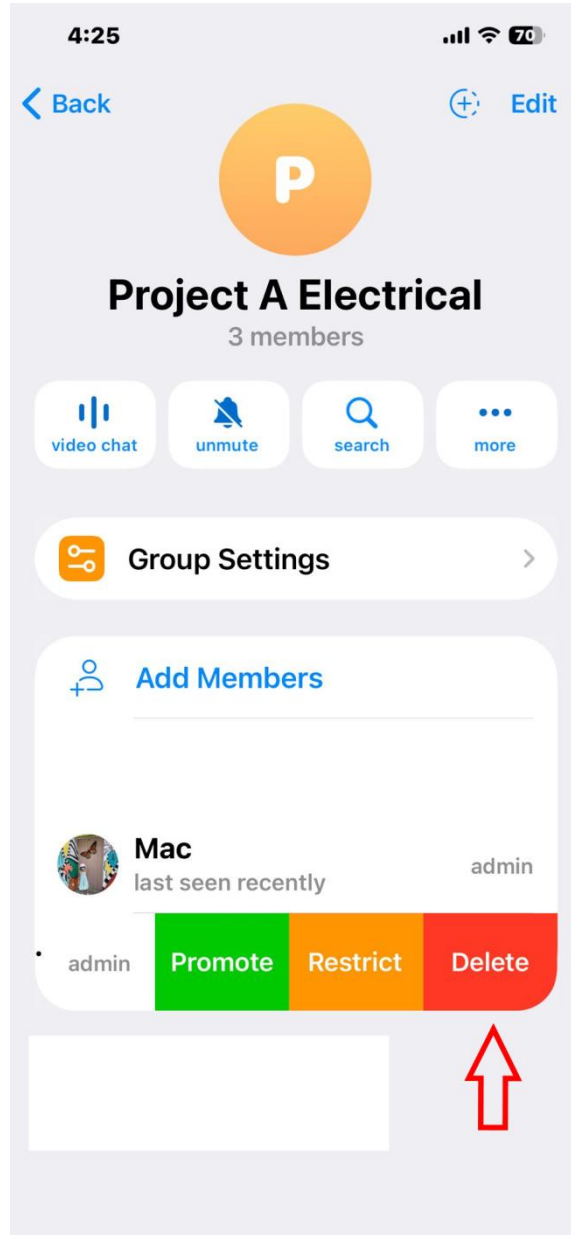 4:25
70
Back
Edit
P
Project A Electrical
3 members
video chat
unmute
search
more
Group Settings
Add Members
Mac
last seen recently
admin
admin Promote Restrict Delete